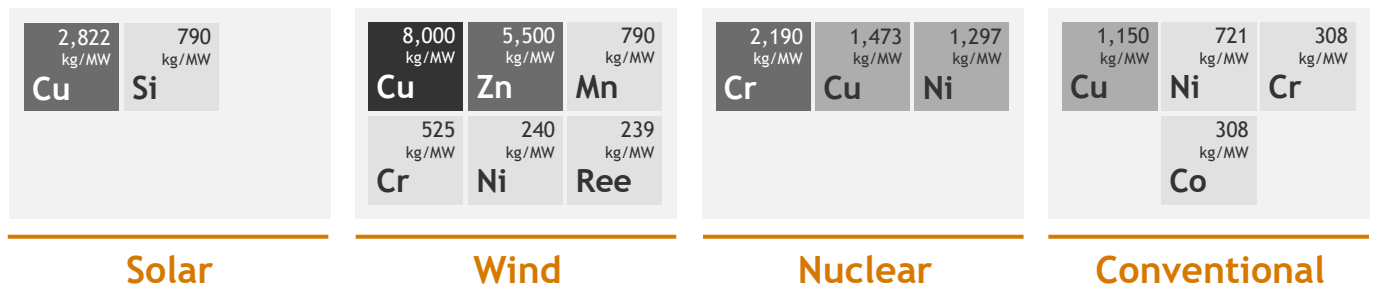 2,822
kg/MW
Cu
790
kg/MW
Si
8,000
kg/MW
Cu
5,500
kg/MW
Zn
790
kg/MW
Mn
525
kg/MW
Cr
240
kg/MW
Ni
239
kg/MW
Ree
2,190
kg/MW
Cr
1,473
kg/MW
Cu
1,297
kg/MW
Ni
1,150
kg/MW
Cu
721
kg/MW
Ni
308
kg/MW
Cr
308
kg/MW
Co
Solar
Wind
Nuclear
Conventional